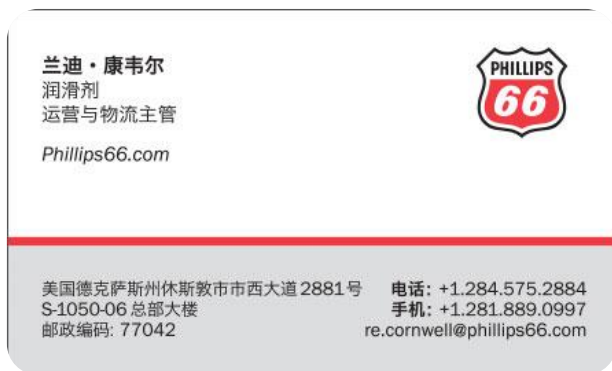 兰迪·康韦尔
润滑剂
运营与物流主管
Phillips66.com
PHILLIPS
66
美国德克萨斯州休斯敦市市西大道2881号
S-1050-06 总部大楼
邮政编码: 77042
电话: +1.284.575.2884
手机: +1.281.889.0997
re.cornwell@phillips66.com